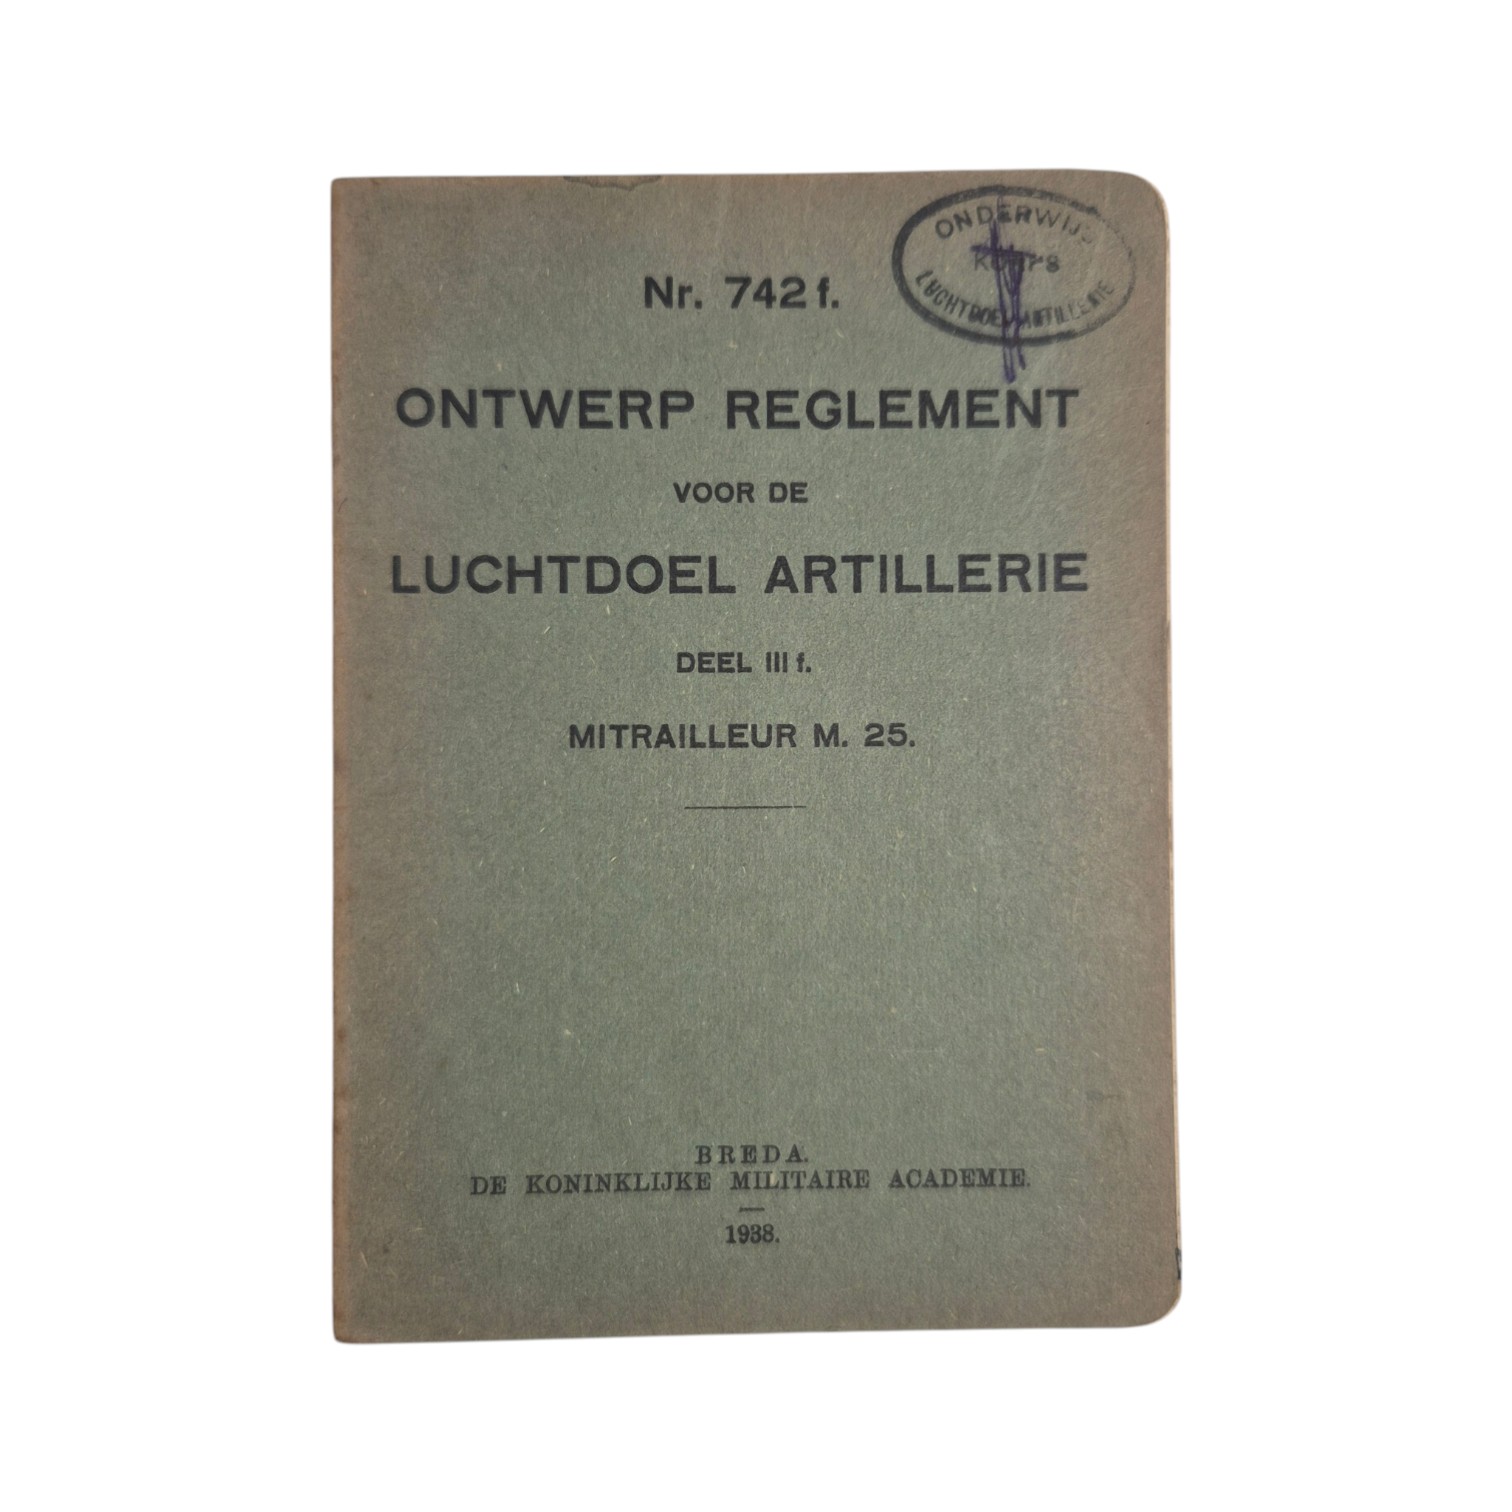 ONDERWIJS
KORPS
LUCHTDOEL ARTILLERIE
Nr. 742 f.
ONTWERP REGLEMENT
VOOR DE
LUCHTDOEL ARTILLERIE
DEEL III f.
MITRAILLEUR M. 25.
BREDA.
DE KONINKLIJKE MILITAIRE ACADEMIE.
1938.